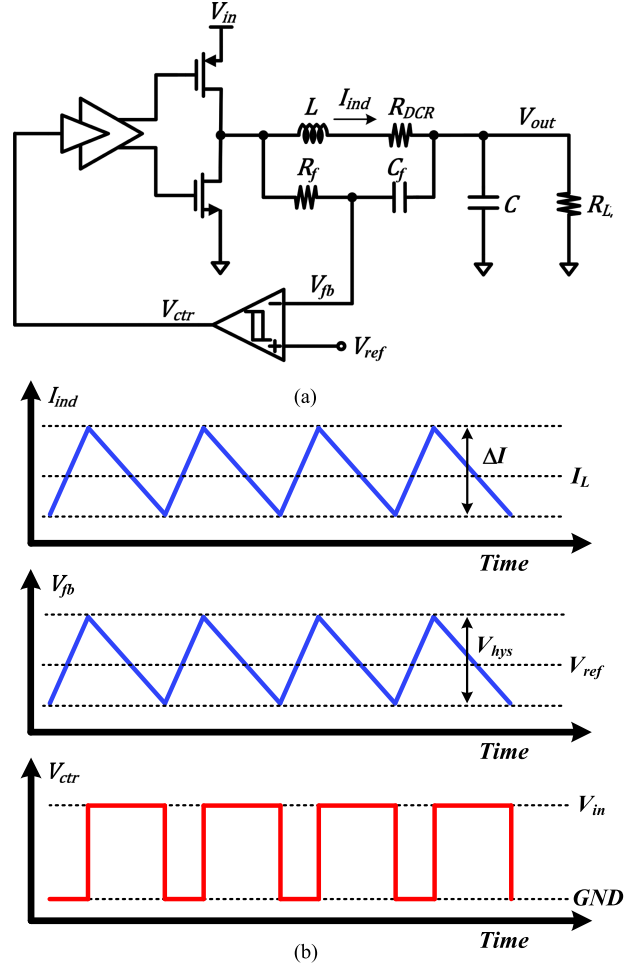 Vin
L Iind RDCR
Vout
Rf Cf
C RL,
Vfb
Vctr
Vref
(a)
Iind
ΔI
IL
Time
Vfb
Vhys
Vref
Time
Vctr
Vin
GND
Time
(b)